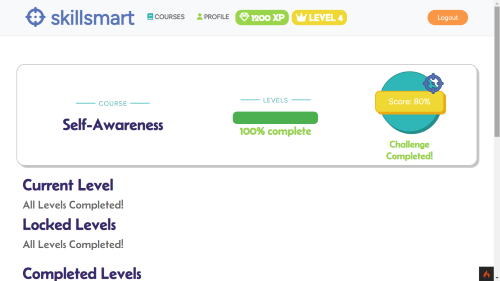 skillsmart
COURSES
PROFILE
1200 XP
LEVEL 4
Logout
COURSE
Self-Awareness
LEVELS
100% complete
Score: 80%
Challenge
Completed!
Current Level
All Levels Completed!
Locked Levels
All Levels Completed!
Completed Levels